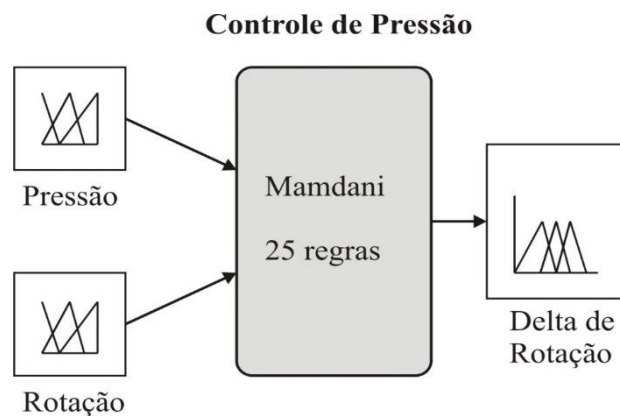 Controle de Pressão
Pressão
Mamdani
25 regras
Rotação
Delta de
Rotação